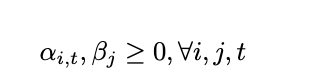 α_{i,t}, β_j ≥ 0, ∀i, j, t